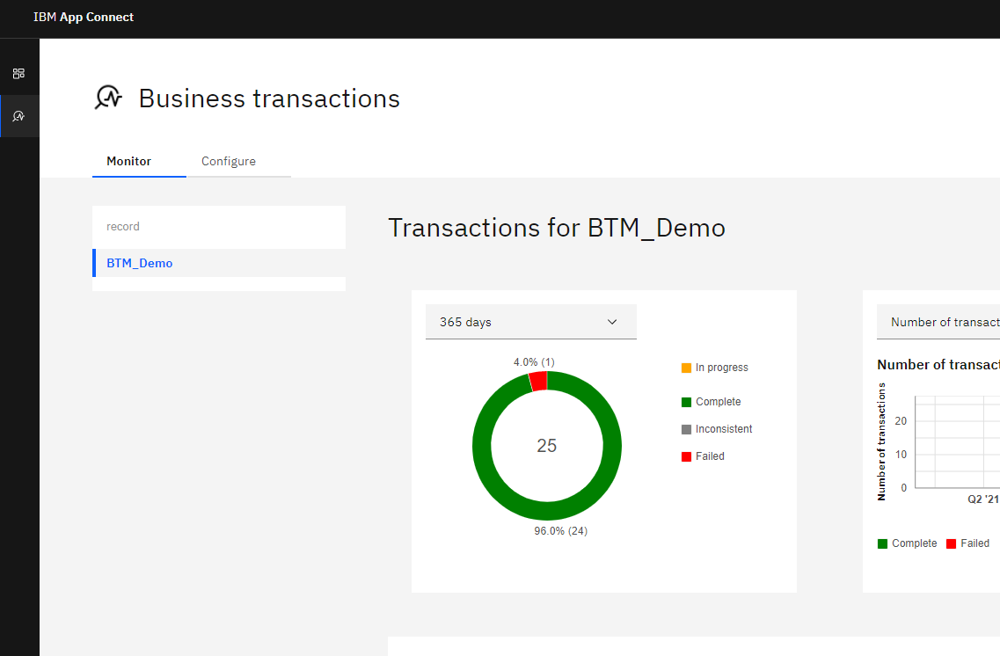 IBM App Connect
Business transactions
Monitor
Configure
record
BTM_Demo
Transactions for BTM_Demo
365 days
4.0% (1)
25
96.0% (24)
In progress
Complete
Inconsistent
Failed
Number of transact
Number of transact
Number of transactions
20
10
0
Q2 '21
Complete
Failed